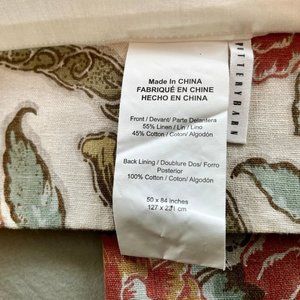 POTTERYBARN
Made In CHINA
FABRIQUÉ EN CHINE
HECHO EN CHINA
Front / Devant/ Parte Delantera
55% Linen / Lin / Lino
45% Cotton / Coton/ Algodón
Back Lining / Doublure Dos/ Forro
Posterior
100% Cotton / Coton/ Algodón
50 x 84 inches
127 x 231 cm